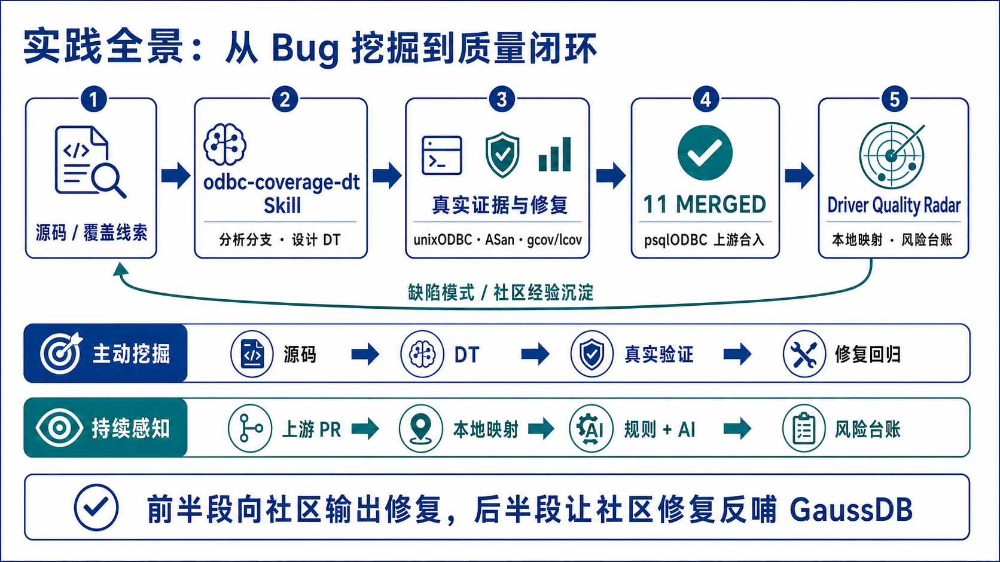 实践全景：从 Bug 挖掘到质量闭环
1
</>
源码 / 覆盖线索
2
odbc-coverage-dt
Skill
分析分支 · 设计 DT
3
>_
真实证据与修复
unixODBC · ASan · gcov/lcov
4
11 MERGED
psqlODBC 上游合入
5
Driver Quality Radar
本地映射 · 风险台账
缺陷模式 / 社区经验沉淀
主动挖掘
</>
源码
DT
真实验证
修复回归
持续感知
上游 PR
本地映射
AI
规则 + AI
风险台账
前半段向社区输出修复，后半段让社区修复反哺 GaussDB